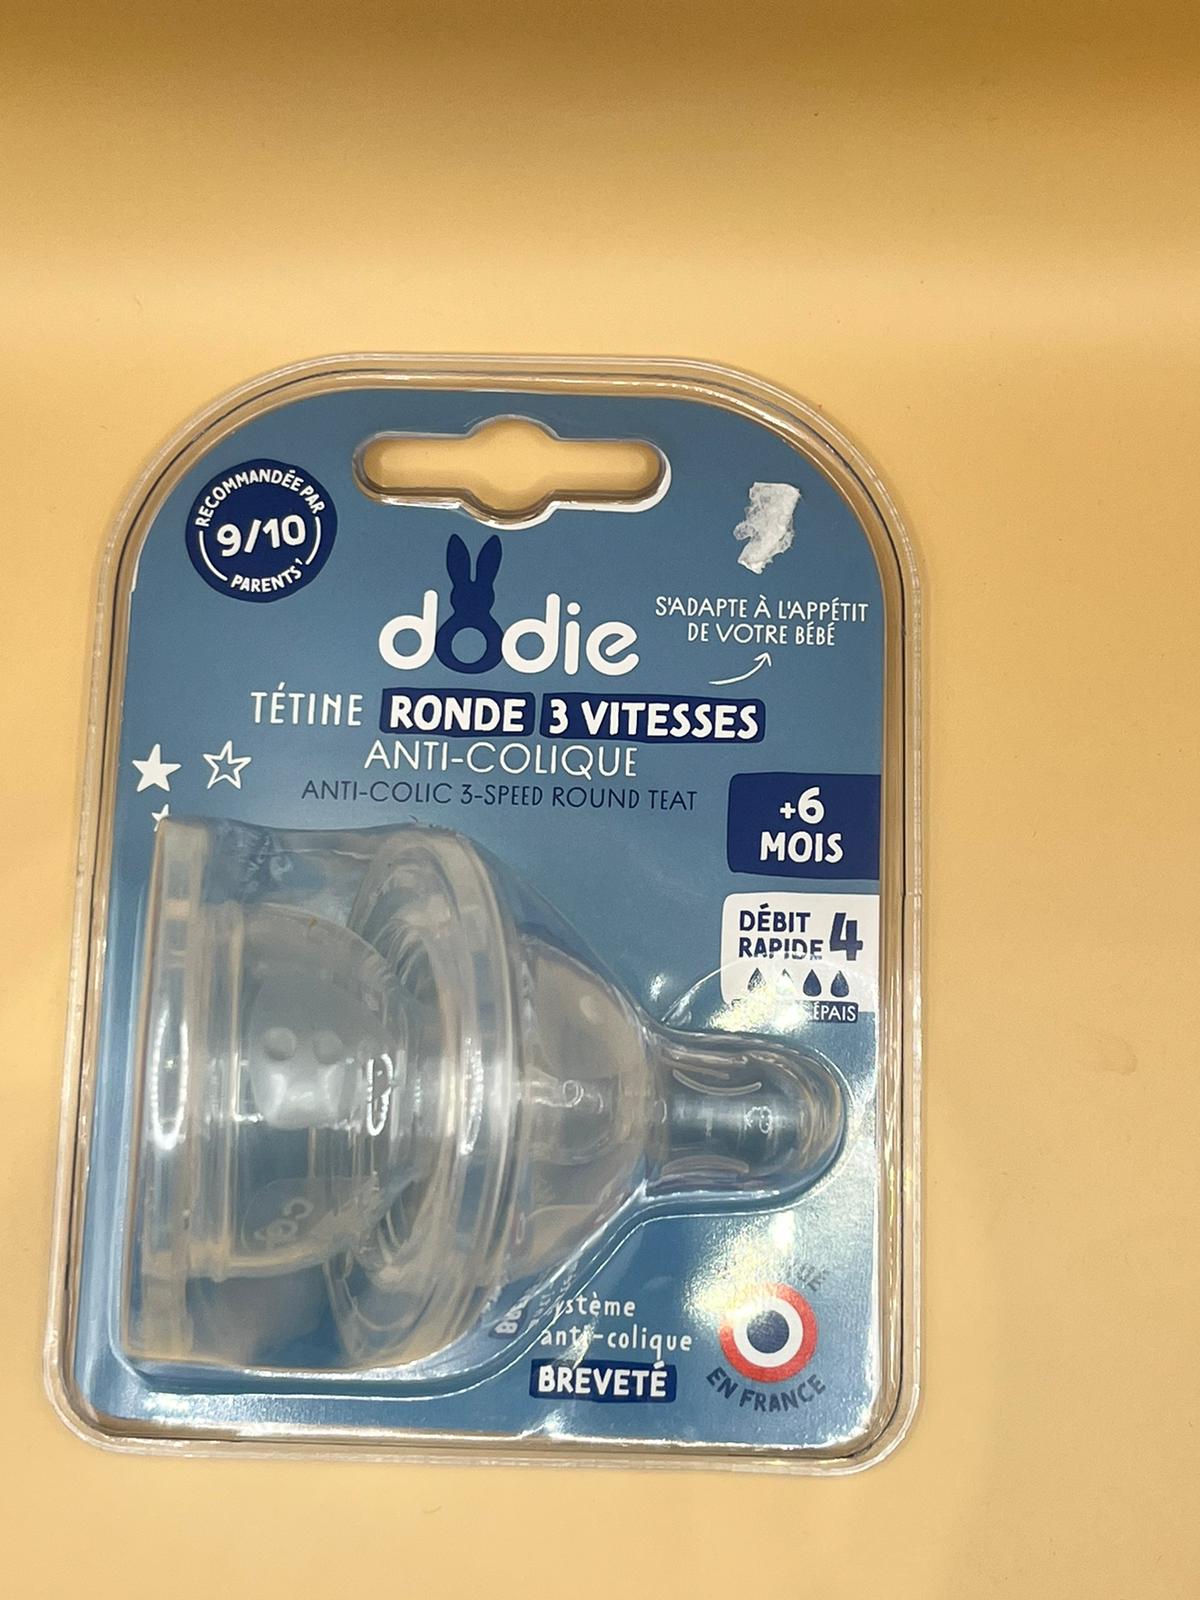 RECOMMANDÉE PAR
9/10
PARENTS¹
dodie
S'ADAPTE À L'APPÉTIT
DE VOTRE BÉBÉ
TÉTINE RONDE 3 VITESSES
ANTI-COLIQUE
ANTI-COLIC 3-SPEED ROUND TEAT
+6
MOIS
DÉBIT
RAPIDE 4
ÉPAIS
système
anti-colique
BREVETÉ
EN FRANCE